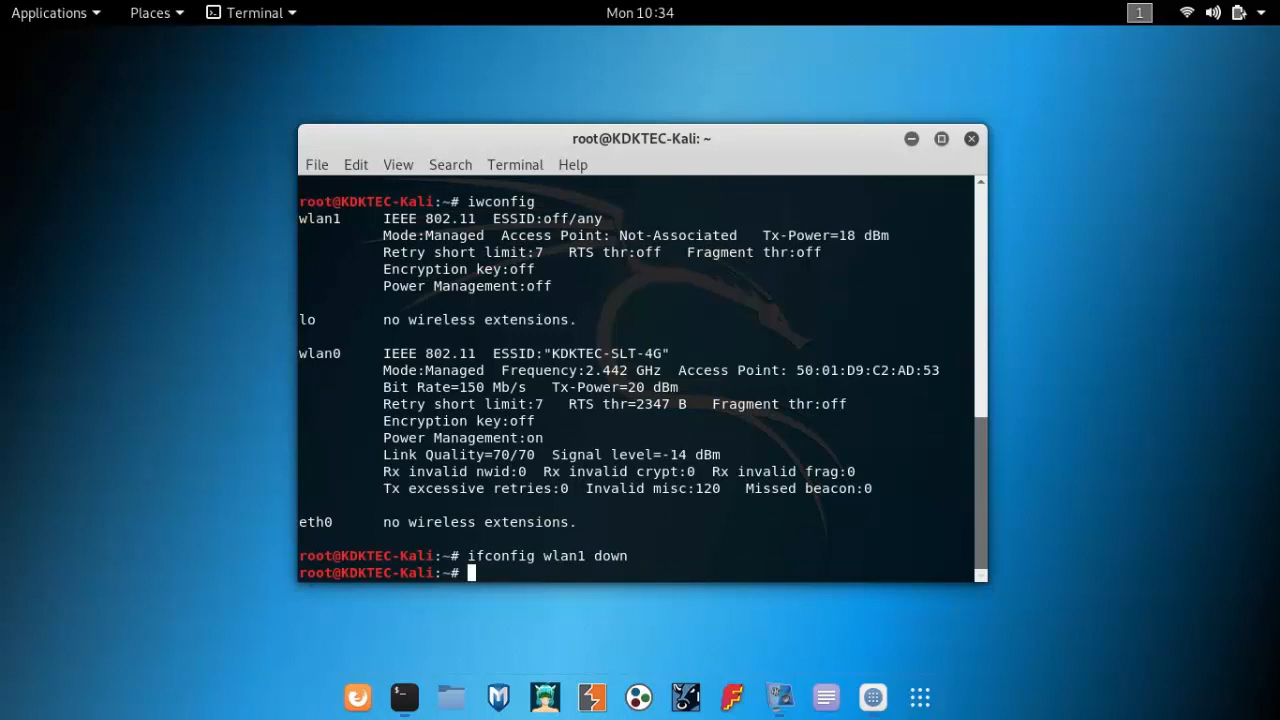 Applications Places Terminal Mon 10:34 1
root@KDKTEC-Kali: ~
File Edit View Search Terminal Help
root@KDKTEC-Kali:~# iwconfig
wlan1 IEEE 802.11 ESSID:off/any
Mode:Managed Access Point: Not-Associated Tx-Power=18 dBm
Retry short limit:7 RTS thr:off Fragment thr:off
Encryption key:off
Power Management:off
lo no wireless extensions.
wlan0 IEEE 802.11 ESSID:"KDKTEC-SLT-4G"
Mode:Managed Frequency:2.442 GHz Access Point: 50:01:D9:C2:AD:53
Bit Rate=150 Mb/s Tx-Power=20 dBm
Retry short limit:7 RTS thr=2347 B Fragment thr:off
Encryption key:off
Power Management:on
Link Quality=70/70 Signal level=-14 dBm
Rx invalid nwid:0 Rx invalid crypt:0 Rx invalid frag:0
Tx excessive retries:0 Invalid misc:120 Missed beacon:0
eth0 no wireless extensions.
root@KDKTEC-Kali:~# ifconfig wlan1 down
root@KDKTEC-Kali:~#